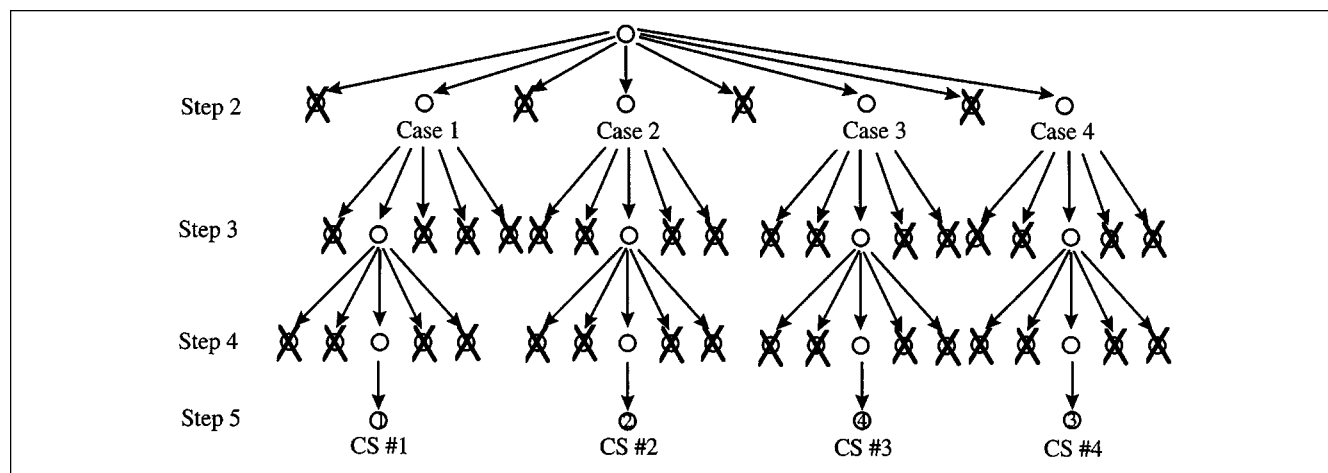 Step 2
Case 1 Case 2 Case 3 Case 4
Step 3
Step 4
Step 5 1 2 4 3
CS #1 CS #2 CS #3 CS #4